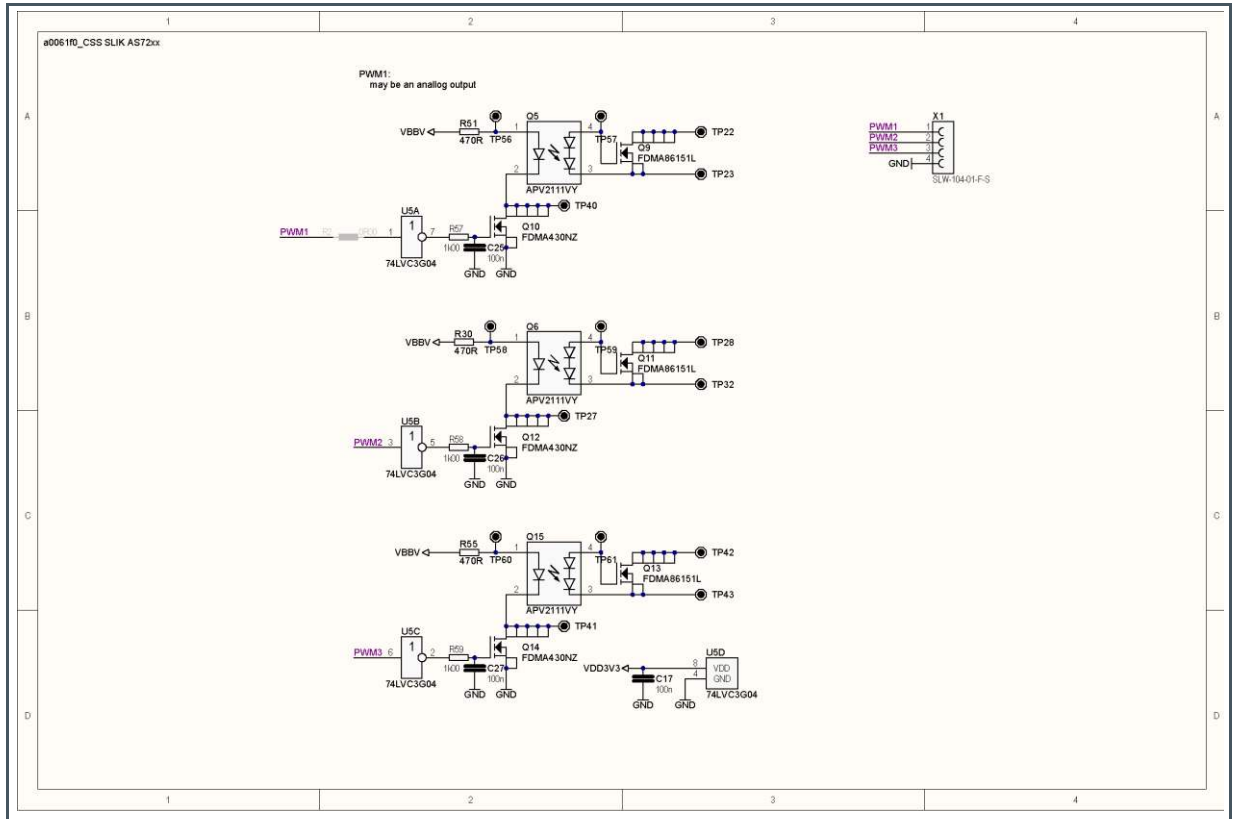 1 2 3 4
a0061f0_CSS SLIK AS72xx
PWM1:
may be an analog output
A A
VBBV R51 TP56 Q5 TP57 TP22
470R 1 4 Q9
FDMA86151L
2 3 TP23
APV2111VY
TP40
U5A
PWM1 R2 0R00 1 1 7 R57 Q10
1k00 C25 FDMA430NZ
74LVC3G04 100n
GND GND
X1
PWM1 1
PWM2 2
PWM3 3
GND 4
SLW-104-01-F-S
B B
VBBV R30 TP58 Q6 TP59 TP28
470R 1 4 Q11
FDMA86151L
2 3 TP32
APV2111VY
TP27
U5B
PWM2 3 1 5 R58 Q12
1k00 C26 FDMA430NZ
74LVC3G04 100n
GND GND
C C
VBBV R55 TP60 Q15 TP61 TP42
470R 1 4 Q13
FDMA86151L
2 3 TP43
APV2111VY
TP41
U5C
PWM3 6 1 2 R59 Q14
1k00 C27 FDMA430NZ
74LVC3G04 100n
GND GND
U5D
VDD3V3 8 VDD
4 GND
C17
100n 74LVC3G04
GND GND
D D
1 2 3 4